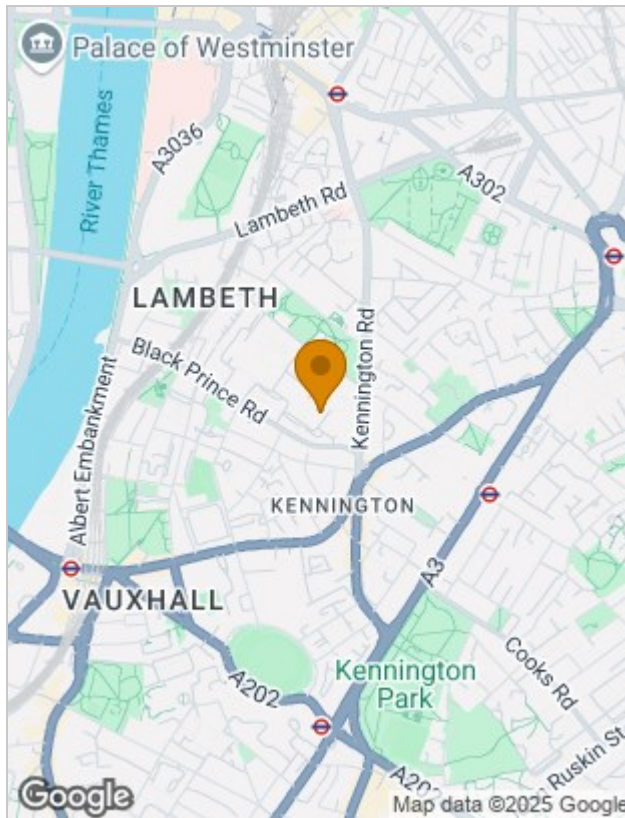 Palace of Westminster
River Thames
A3036
A302
Lambeth Rd
LAMBETH
Black Prince Rd
Kennington Rd
Albert Embankment
KENNINGTON
A3
VAUXHALL
Cooks Rd
Kennington
Park
A202
Ruskin St
A202
Google
Map data ©2025 Google